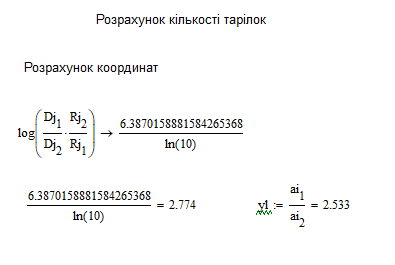 Розрахунок кількості тарілок
Розрахунок координат
log(Dj₁/Dj₂ · Rj₂/Rj₁) → 6.3870158881584265368/ln(10)
6.3870158881584265368/ln(10) = 2.774    yl := ai₁/ai₂ = 2.533